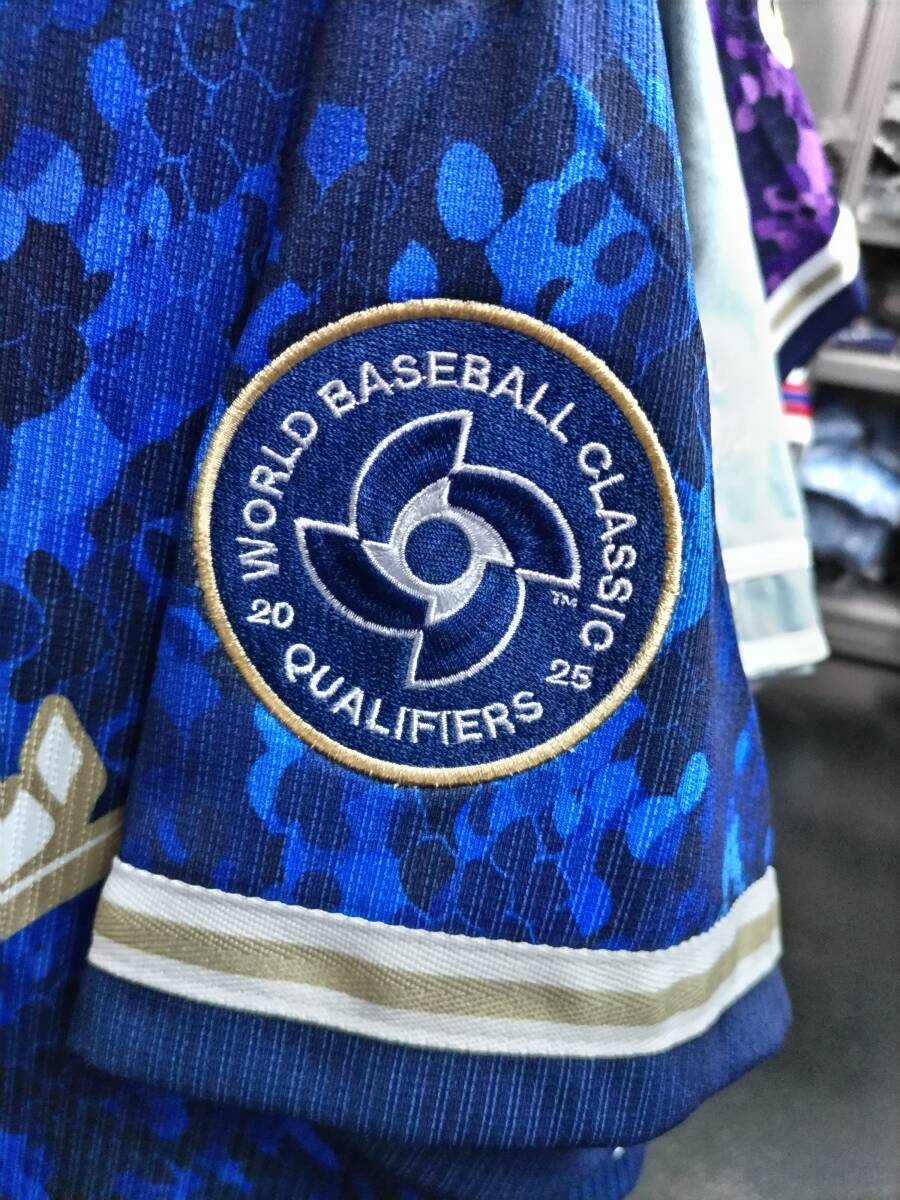 WORLD BASEBALL CLASSIC
TM
20 25
QUALIFIERS